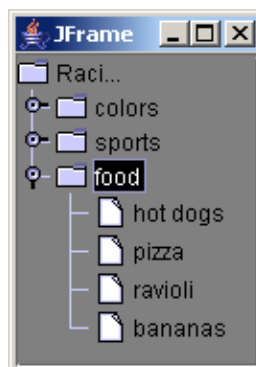 JFrame
Raci...
colors
sports
food
hot dogs
pizza
ravioli
bananas